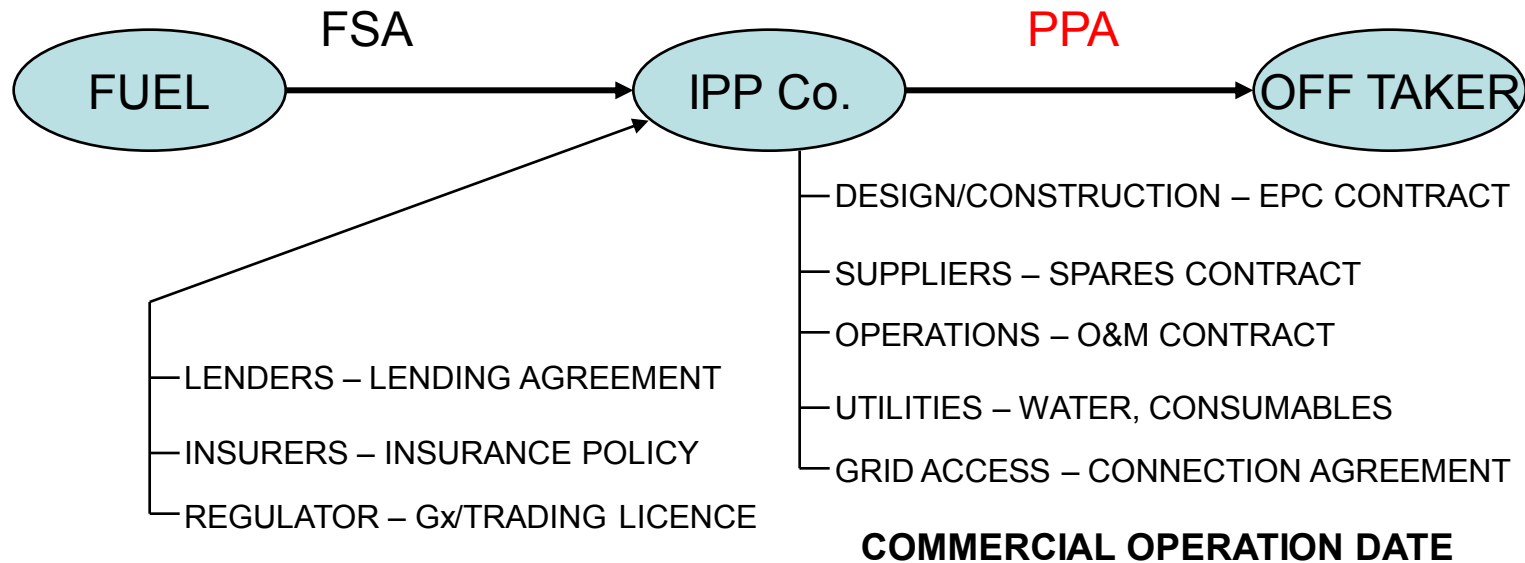 FSA
PPA
FUEL
IPP Co.
OFF TAKER
DESIGN/CONSTRUCTION – EPC CONTRACT
SUPPLIERS – SPARES CONTRACT
OPERATIONS – O&M CONTRACT
UTILITIES – WATER, CONSUMABLES
GRID ACCESS – CONNECTION AGREEMENT
LENDERS – LENDING AGREEMENT
INSURERS – INSURANCE POLICY
REGULATOR – Gx/TRADING LICENCE
COMMERCIAL OPERATION DATE